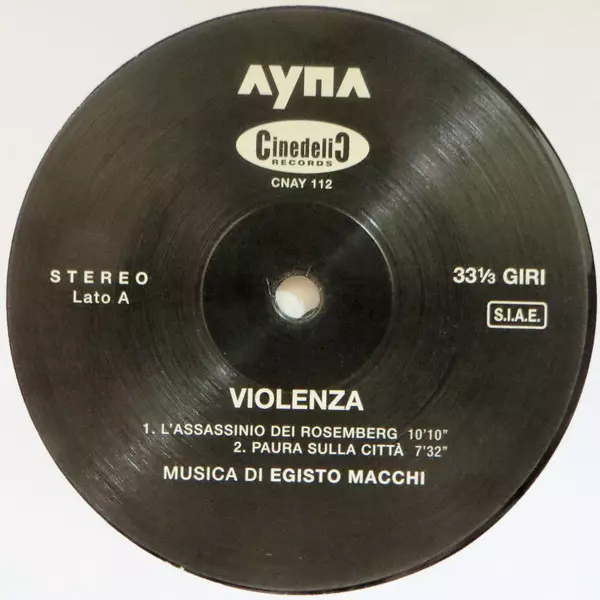 AYNA
CinedeliC
RECORDS
CNAY 112
STEREO
Lato A
33⅓ GIRI
S.I.A.E.
VIOLENZA
1. L'ASSASSINIO DEI ROSEMBERG 10'10"
2. PAURA SULLA CITTÀ 7'32"
MUSICA DI EGISTO MACCHI